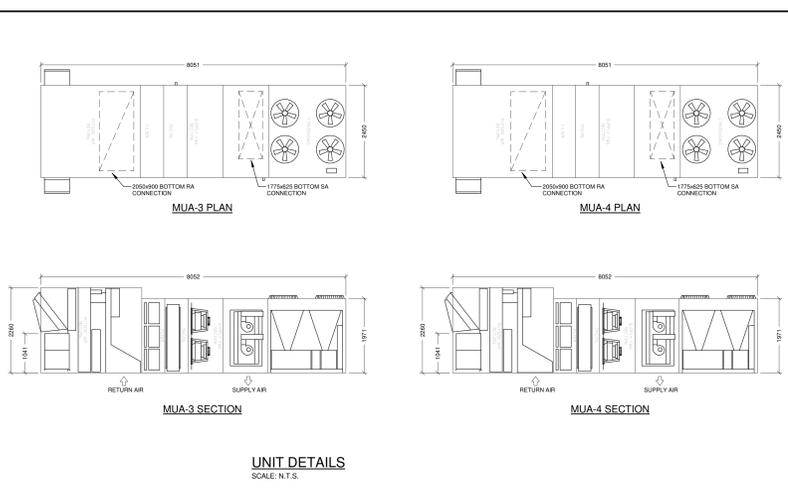 8051
2450
2050x900 BOTTOM RA
CONNECTION
1775x625 BOTTOM SA
CONNECTION
MUA-3 PLAN
8051
2450
2050x900 BOTTOM RA
CONNECTION
1775x625 BOTTOM SA
CONNECTION
MUA-4 PLAN
8052
2260
1041
1971
RETURN AIR
SUPPLY AIR
MUA-3 SECTION
8052
2260
1041
1971
RETURN AIR
SUPPLY AIR
MUA-4 SECTION
UNIT DETAILS
SCALE: N.T.S.